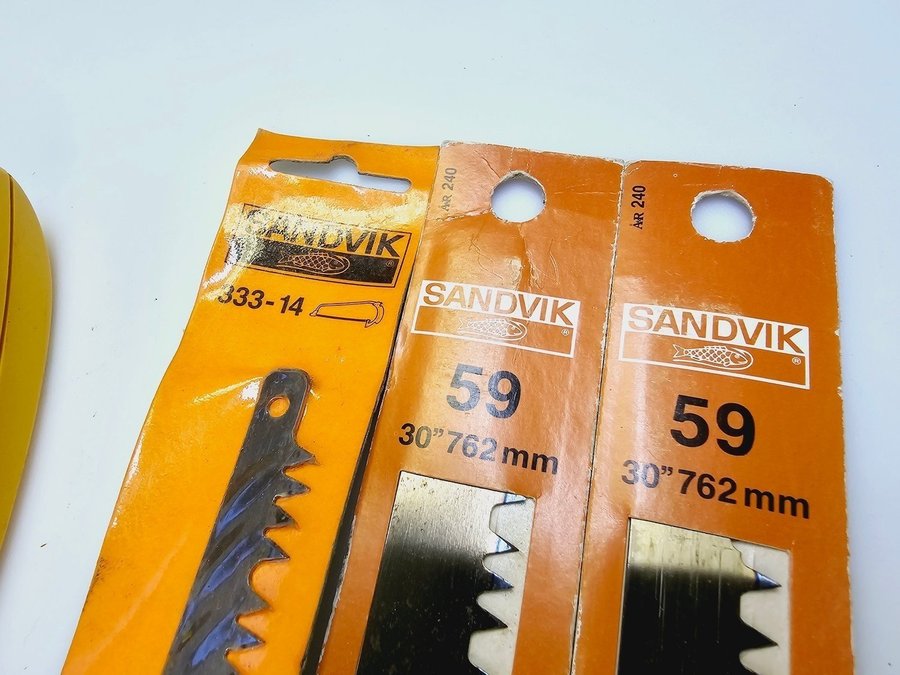 SANDVIK
®
333-14
AR 240
SANDVIK
®
59
30” 762 mm
AR 240
SANDVIK
®
59
30” 762 mm